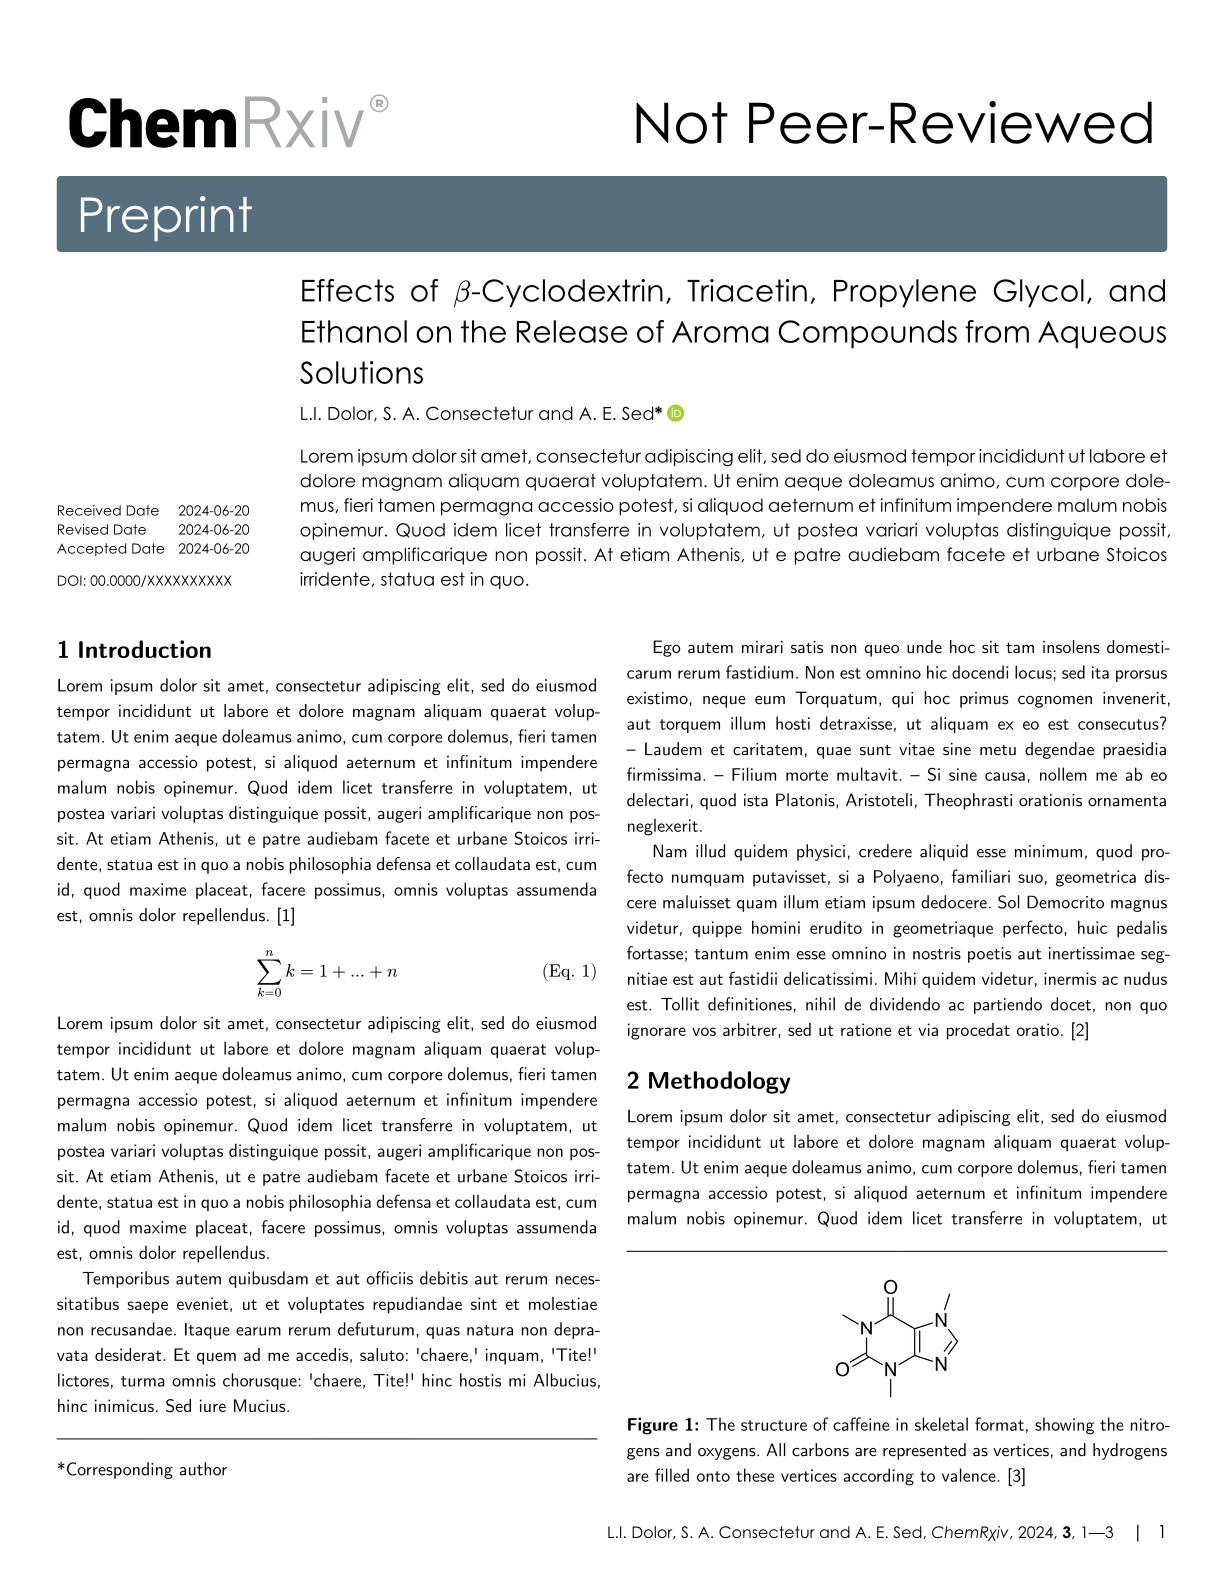 ChemRxiv®
Not Peer-Reviewed
Preprint
Effects of β-Cyclodextrin, Triacetin, Propylene Glycol, and
Ethanol on the Release of Aroma Compounds from Aqueous
Solutions
L.I. Dolor, S. A. Consectetur and A. E. Sed* iD
Received Date 2024-06-20
Revised Date 2024-06-20
Accepted Date 2024-06-20
DOI: 00.0000/XXXXXXXXXX
Lorem ipsum dolor sit amet, consectetur adipiscing elit, sed do eiusmod tempor incididunt ut labore et
dolore magnam aliquam quaerat voluptatem. Ut enim aeque doleamus animo, cum corpore dole-
mus, fieri tamen permagna accessio potest, si aliquod aeternum et infinitum impendere malum nobis
opinemur. Quod idem licet transferre in voluptatem, ut postea variari voluptas distinguique possit,
augeri amplificarique non possit. At etiam Athenis, ut e patre audiebam facete et urbane Stoicos
irridente, statua est in quo.
1 Introduction
Lorem ipsum dolor sit amet, consectetur adipiscing elit, sed do eiusmod
tempor incididunt ut labore et dolore magnam aliquam quaerat volup-
tatem. Ut enim aeque doleamus animo, cum corpore dolemus, fieri tamen
permagna accessio potest, si aliquod aeternum et infinitum impendere
malum nobis opinemur. Quod idem licet transferre in voluptatem, ut
postea variari voluptas distinguique possit, augeri amplificarique non pos-
sit. At etiam Athenis, ut e patre audiebam facete et urbane Stoicos irri-
dente, statua est in quo a nobis philosophia defensa et collaudata est, cum
id, quod maxime placeat, facere possimus, omnis voluptas assumenda
est, omnis dolor repellendus. [1]
n
∑ k = 1 + ... + n (Eq. 1)
k=0
Lorem ipsum dolor sit amet, consectetur adipiscing elit, sed do eiusmod
tempor incididunt ut labore et dolore magnam aliquam quaerat volup-
tatem. Ut enim aeque doleamus animo, cum corpore dolemus, fieri tamen
permagna accessio potest, si aliquod aeternum et infinitum impendere
malum nobis opinemur. Quod idem licet transferre in voluptatem, ut
postea variari voluptas distinguique possit, augeri amplificarique non pos-
sit. At etiam Athenis, ut e patre audiebam facete et urbane Stoicos irri-
dente, statua est in quo a nobis philosophia defensa et collaudata est, cum
id, quod maxime placeat, facere possimus, omnis voluptas assumenda
est, omnis dolor repellendus.
Temporibus autem quibusdam et aut officiis debitis aut rerum neces-
sitatibus saepe eveniet, ut et voluptates repudiandae sint et molestiae
non recusandae. Itaque earum rerum defuturum, quas natura non depra-
vata desiderat. Et quem ad me accedis, saluto: 'chaere,' inquam, 'Tite!'
lictores, turma omnis chorusque: 'chaere, Tite!' hinc hostis mi Albucius,
hinc inimicus. Sed iure Mucius.
*Corresponding author
Ego autem mirari satis non queo unde hoc sit tam insolens domesti-
carum rerum fastidium. Non est omnino hic docendi locus; sed ita prorsus
existimo, neque eum Torquatum, qui hoc primus cognomen invenerit,
aut torquem illum hosti detraxisse, ut aliquam ex eo est consecutus?
– Laudem et caritatem, quae sunt vitae sine metu degendae praesidia
firmissima. – Filium morte multavit. – Si sine causa, nollem me ab eo
delectari, quod ista Platonis, Aristoteli, Theophrasti orationis ornamenta
neglexerit.
Nam illud quidem physici, credere aliquid esse minimum, quod pro-
fecto numquam putavisset, si a Polyaeno, familiari suo, geometrica dis-
cere maluisset quam illum etiam ipsum dedocere. Sol Democrito magnus
videtur, quippe homini erudito in geometriaque perfecto, huic pedalis
fortasse; tantum enim esse omnino in nostris poetis aut inertissimae seg-
nitiae est aut fastidii delicatissimi. Mihi quidem videtur, inermis ac nudus
est. Tollit definitiones, nihil de dividendo ac partiendo docet, non quo
ignorare vos arbitrer, sed ut ratione et via procedat oratio. [2]
2 Methodology
Lorem ipsum dolor sit amet, consectetur adipiscing elit, sed do eiusmod
tempor incididunt ut labore et dolore magnam aliquam quaerat volup-
tatem. Ut enim aeque doleamus animo, cum corpore dolemus, fieri tamen
permagna accessio potest, si aliquod aeternum et infinitum impendere
malum nobis opinemur. Quod idem licet transferre in voluptatem, ut
O
N
N
O
N
N
Figure 1: The structure of caffeine in skeletal format, showing the nitro-
gens and oxygens. All carbons are represented as vertices, and hydrogens
are filled onto these vertices according to valence. [3]
L.I. Dolor, S. A. Consectetur and A. E. Sed, ChemRχiv, 2024, 3, 1—3 | 1